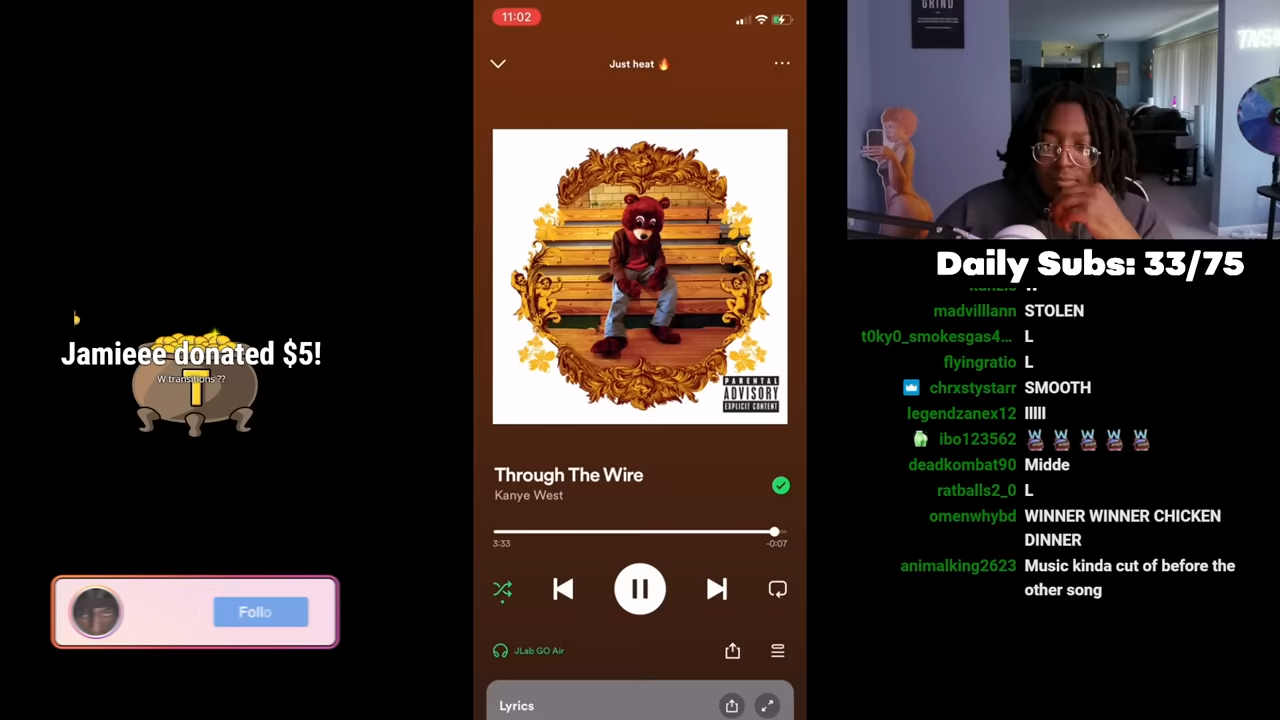 Jamieee donated $5!
W transitions ??
T
Follo
11:02
Just heat 🔥
PARENTAL
ADVISORY
EXPLICIT CONTENT
Through The Wire
Kanye West
3:33
-0:07
JLab GO Air
Lyrics
GRIND
Daily Subs: 33/75
madvilllann STOLEN
t0ky0_smokesgas4... L
flyingratio L
chrxstystarr SMOOTH
legendzanex12 lllll
ibo123562
deadkombat90 Midde
ratballs2_0 L
omenwhybd WINNER WINNER CHICKEN
DINNER
animalking2623 Music kinda cut of before the
other song